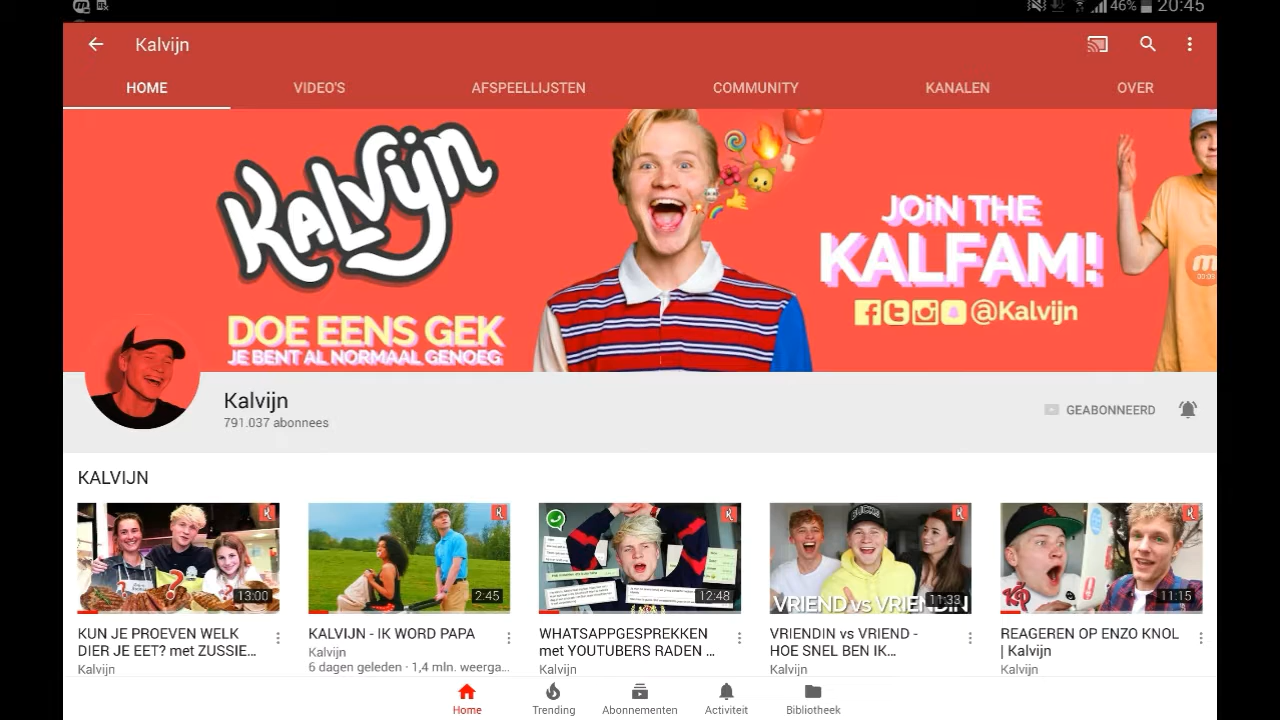 46% 20:45
Kalvijn
HOME VIDEO'S AFSPEELLIJSTEN COMMUNITY KANALEN OVER
KALVIJN
JOIN THE
KALFAM!
@Kalvijn
DOE EENS GEK
JE BENT AL NORMAAL GENOEG
Kalvijn
791.037 abonnees
GEABONNEERD
KALVIJN
13:00
2:45
12:48
VRIEND vs VRIENDIN
11:33
11:15
KUN JE PROEVEN WELK
DIER JE EET? met ZUSSIE...
Kalvijn
KALVIJN - IK WORD PAPA
Kalvijn
6 dagen geleden · 1,4 mln. weerga...
WHATSAPPGESPREKKEN
met YOUTUBERS RADEN ...
Kalvijn
VRIENDIN vs VRIEND -
HOE SNEL BEN IK...
Kalvijn
REAGEREN OP ENZO KNOL
| Kalvijn
Kalvijn
Home Trending Abonnementen Activiteit Bibliotheek